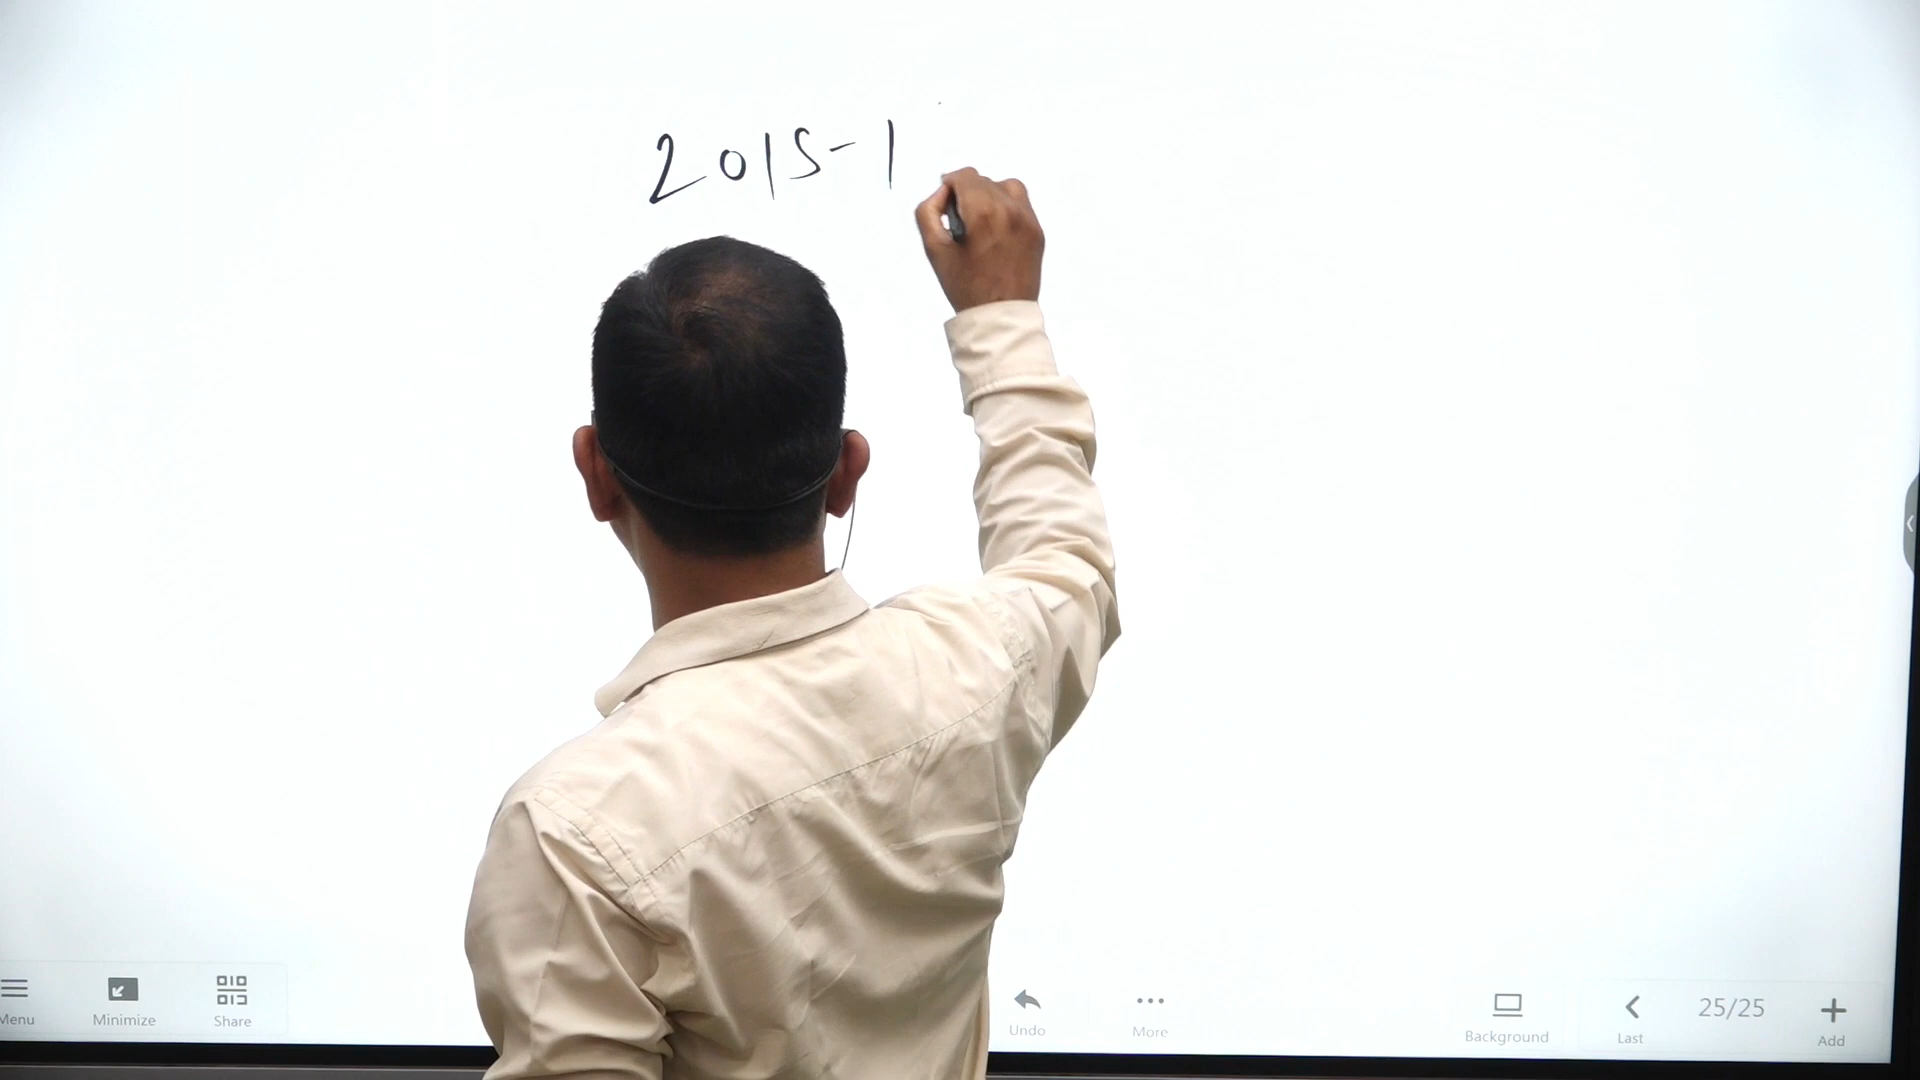 2015-1
Menu
Minimize
Share
Undo
More
Background
Last
25/25
Add